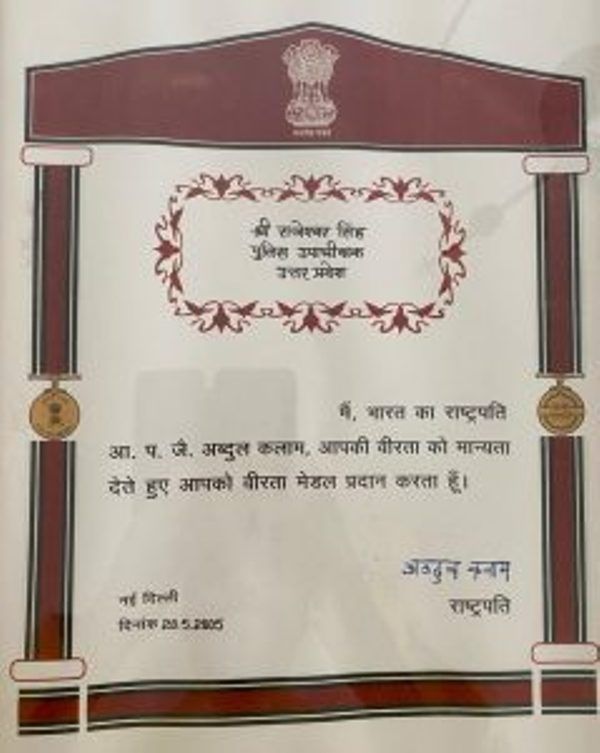 श्री राजेश्वर सिंह
पुलिस उपाधीक्षक
उत्तर प्रदेश
मैं, भारत का राष्ट्रपति
आ. प. जै. अब्दुल कलाम, आपकी वीरता को मान्यता
देते हुए आपको वीरता मेडल प्रदान करता हूँ।
अब्दुल कलाम
राष्ट्रपति
नई दिल्ली
दिनांक 28.5.2005